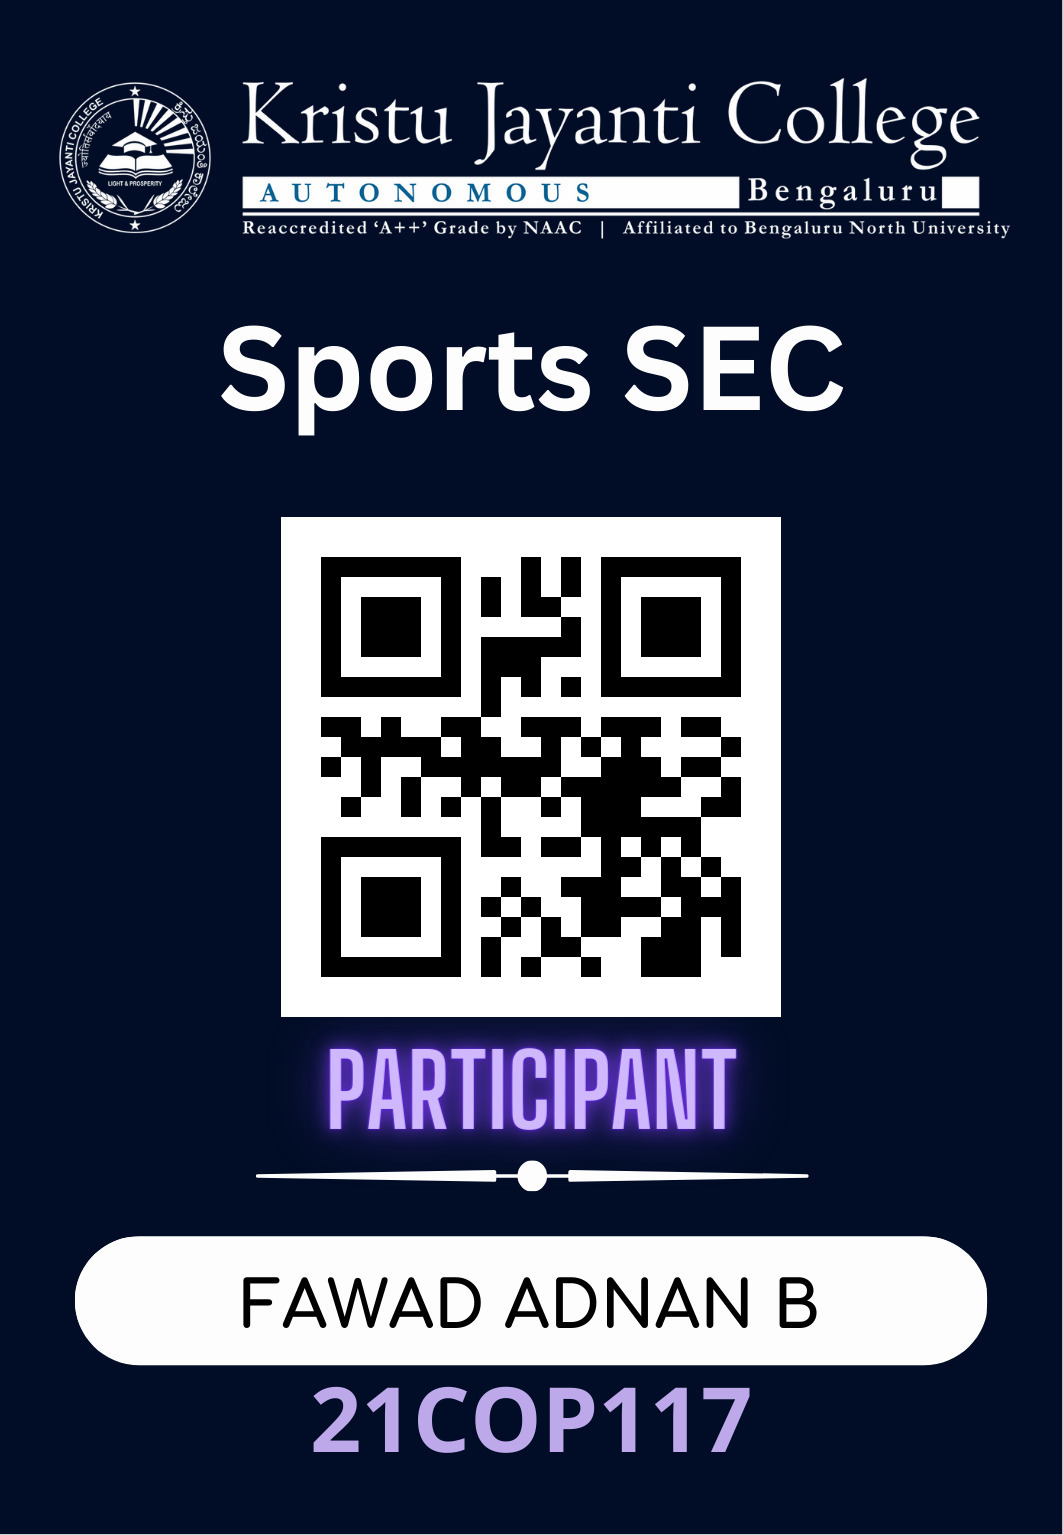 Kristu Jayanti College
AUTONOMOUS Bengaluru
Reaccredited ‘A++’ Grade by NAAC | Affiliated to Bengaluru North University
KRISTU JAYANTI COLLEGE
LIGHT & PROSPERITY
Sports SEC
PARTICIPANT
FAWAD ADNAN B
21COP117